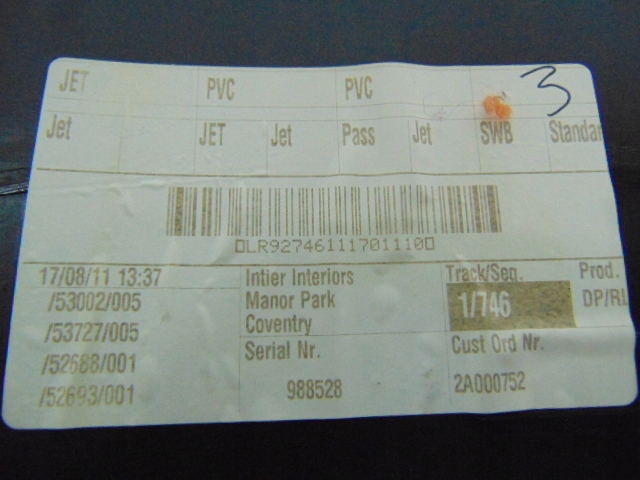 JET PVC PVC 3
Jet JET Jet Pass Jet SWB Standar
LR92746111701110
17/08/11 13:37 Intier Interiors Track/Seq. Prod.
/53002/005 Manor Park 1/746 DP/RL
/53727/005 Coventry
/52688/001 Serial Nr. Cust Ord Nr.
/52693/001 988528 2A000752